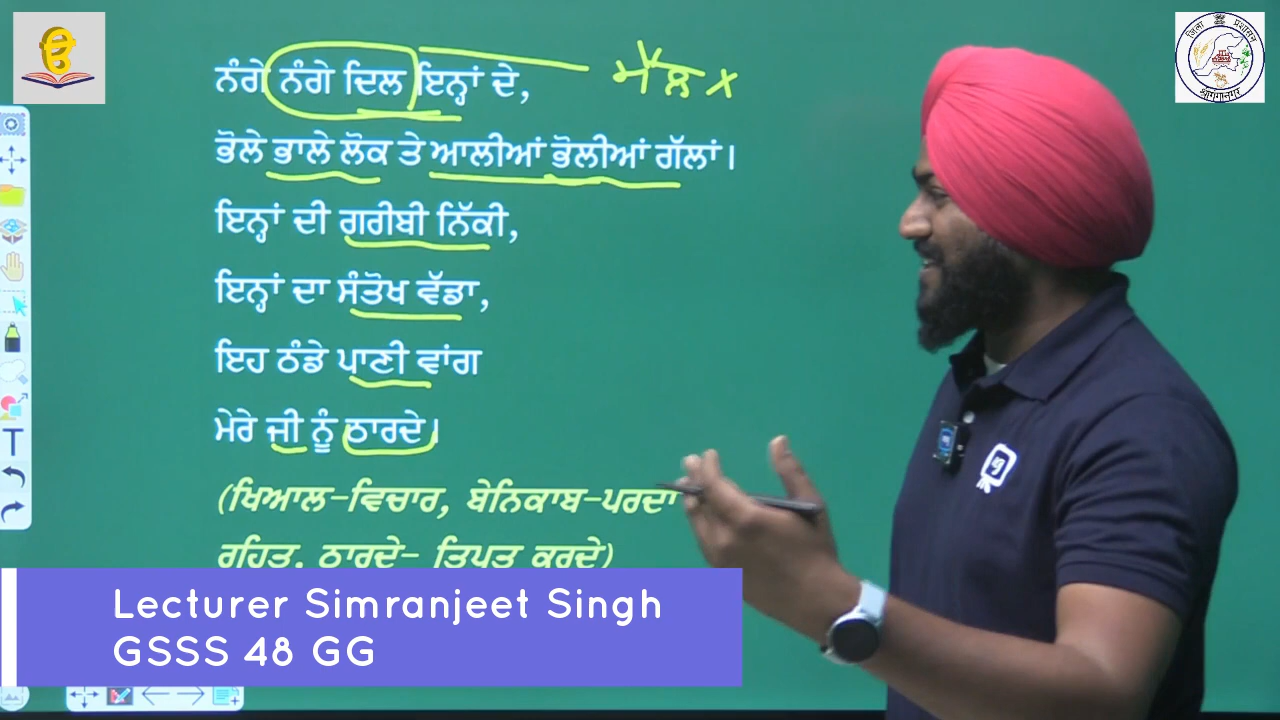 ਨੰਗੇ ਨੰਗੇ ਦਿਲ ਇਨ੍ਹਾਂ ਦੇ,
ਭੋਲੇ ਭਾਲੇ ਲੋਕ ਤੇ ਆਲੀਆਂ ਭੋਲੀਆਂ ਗੱਲਾਂ।
ਇਨ੍ਹਾਂ ਦੀ ਗਰੀਬੀ ਨਿੱਕੀ,
ਇਨ੍ਹਾਂ ਦਾ ਸੰਤੋਖ ਵੱਡਾ,
ਇਹ ਠੰਡੇ ਪਾਣੀ ਵਾਂਗ
ਮੇਰੇ ਜੀ ਨੂੰ ਠਾਰਦੇ।
(ਖਿਆਲ-ਵਿਚਾਰ, ਬੇਨਿਕਾਬ-ਪਰਦਾ
ਰਹਿਤ, ਠਾਰਦੇ- ਤ੍ਰਿਪਤ ਕਰਦੇ)
Lecturer Simranjeet Singh
GSSS 48 GG